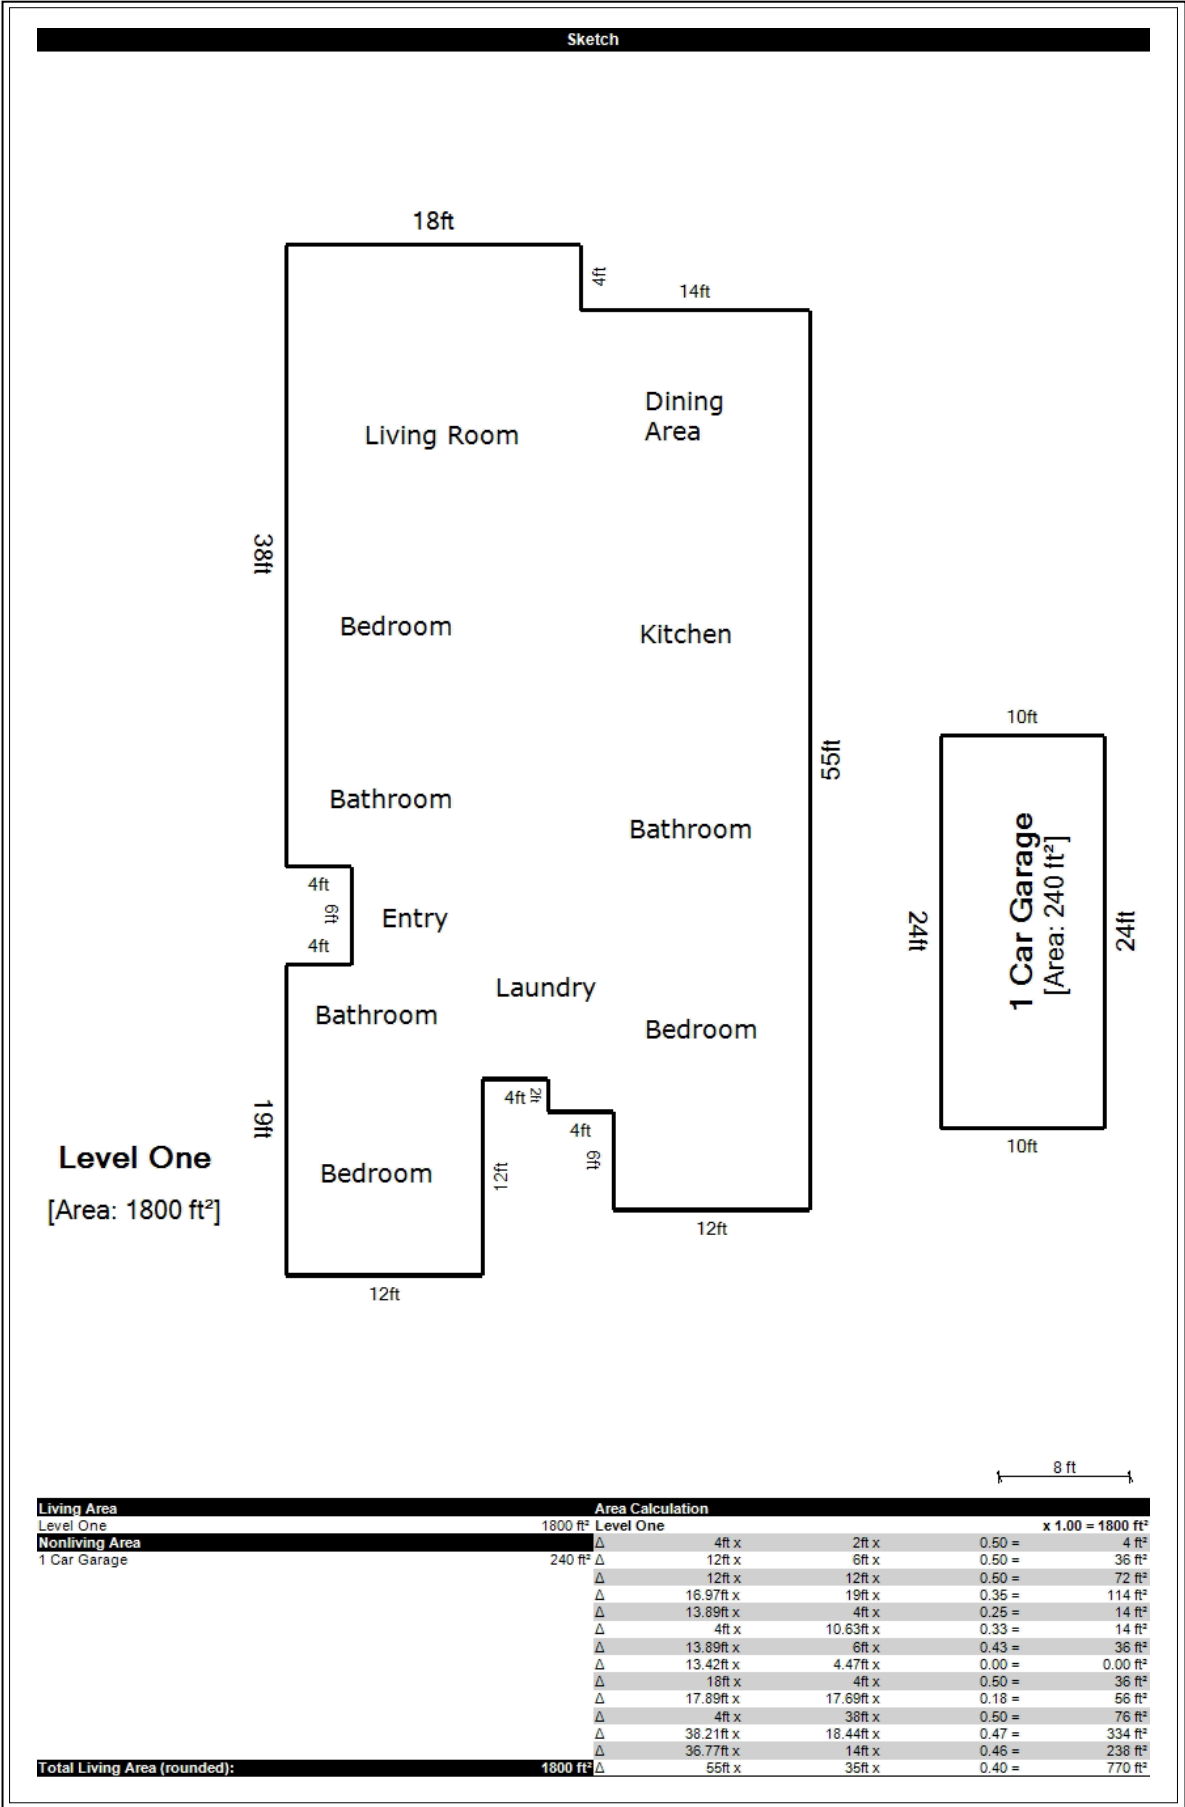 Sketch
18ft
4ft
14ft
Dining
Area
Living Room
38ft
Bedroom
Kitchen
10ft
55ft
Bathroom
Bathroom
1 Car Garage
[Area: 240 ft²]
24ft
24ft
4ft
6ft
Entry
4ft
Laundry
Bathroom
Bedroom
4ft
2ft
19ft
4ft
6ft
10ft
Level One
Bedroom
12ft
[Area: 1800 ft²]
12ft
12ft
8 ft
Living Area Area Calculation
Level One 1800 ft² Level One x 1.00 = 1800 ft²
Nonliving Area Δ 4ft x 2ft x 0.50 = 4 ft²
1 Car Garage 240 ft² Δ 12ft x 6ft x 0.50 = 36 ft²
Δ 12ft x 12ft x 0.50 = 72 ft²
Δ 16.97ft x 19ft x 0.35 = 114 ft²
Δ 13.89ft x 4ft x 0.25 = 14 ft²
Δ 4ft x 10.63ft x 0.33 = 14 ft²
Δ 13.89ft x 6ft x 0.43 = 36 ft²
Δ 13.42ft x 4.47ft x 0.00 = 0.00 ft²
Δ 18ft x 4ft x 0.50 = 36 ft²
Δ 17.89ft x 17.69ft x 0.18 = 56 ft²
Δ 4ft x 38ft x 0.50 = 76 ft²
Δ 38.21ft x 18.44ft x 0.47 = 334 ft²
Δ 36.77ft x 14ft x 0.46 = 238 ft²
Total Living Area (rounded): 1800 ft² Δ 55ft x 35ft x 0.40 = 770 ft²